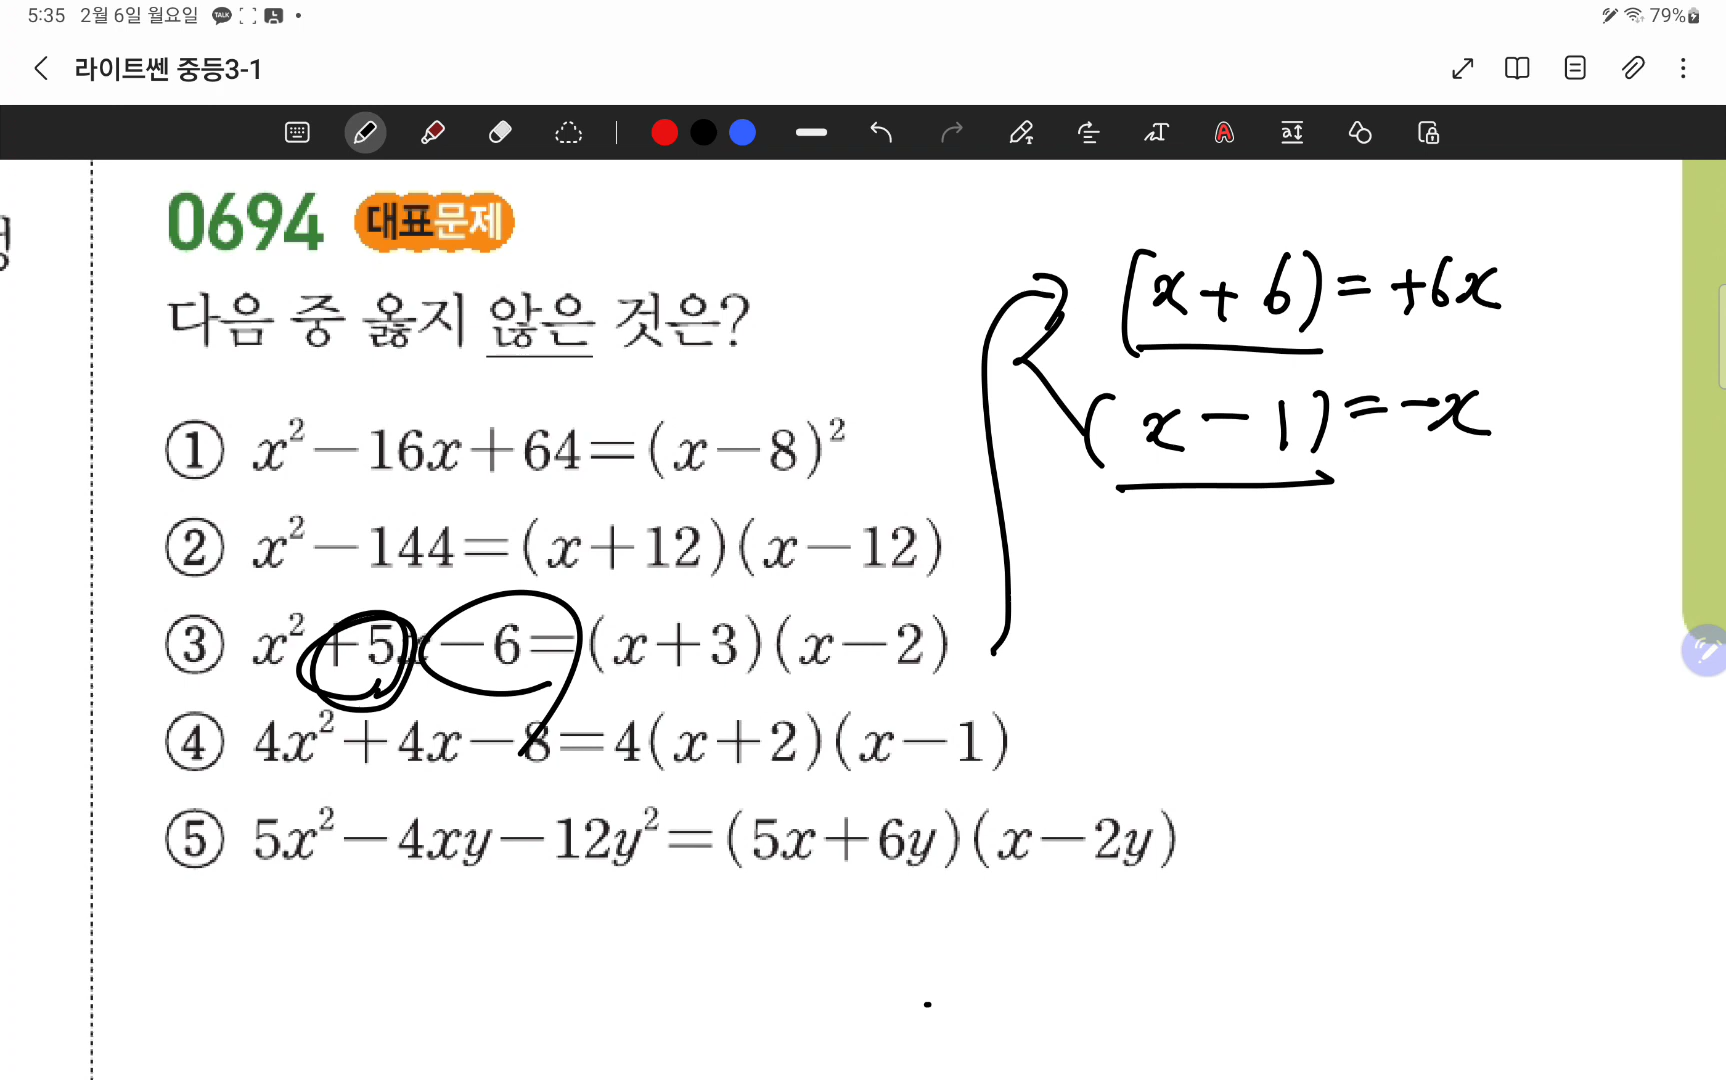 5:35 2월 6일 월요일 TALK 79%
라이트쎈 중등3-1
0694 대표문제
다음 중 옳지 않은 것은?
① x²-16x+64=(x-8)²
② x²-144=(x+12)(x-12)
③ x²+5x-6=(x+3)(x-2)
④ 4x²+4x-8=4(x+2)(x-1)
⑤ 5x²-4xy-12y²=(5x+6y)(x-2y)
(x+6)=+6x
(x-1)=-x